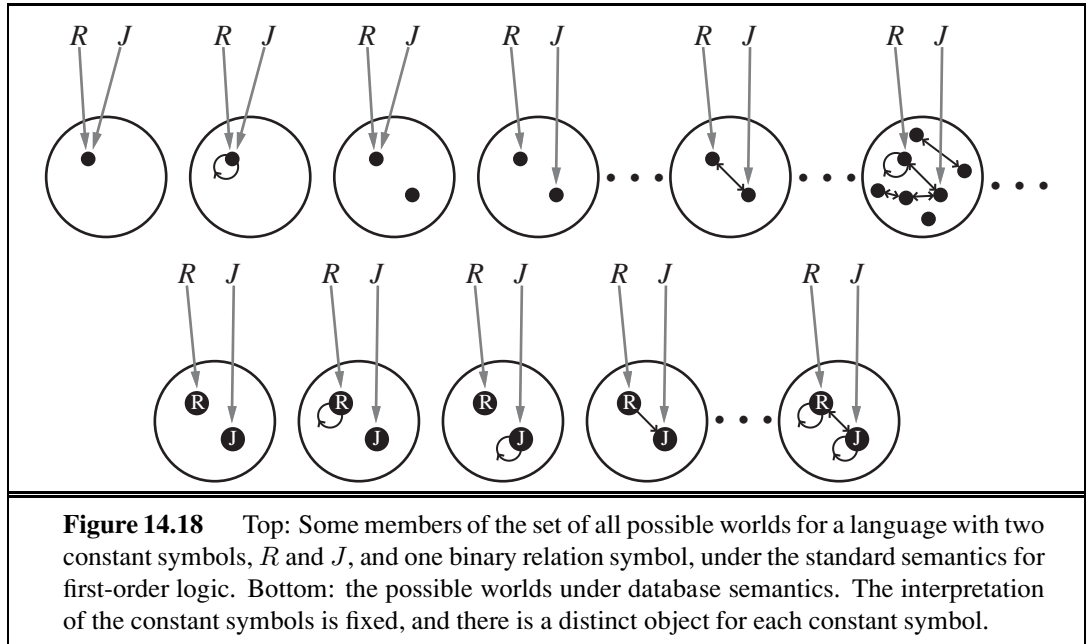 R J R J R J R J R J R J
R J R J R J R J R J
R R R R R
J J J J J
Figure 14.18 Top: Some members of the set of all possible worlds for a language with two
constant symbols, R and J, and one binary relation symbol, under the standard semantics for
first-order logic. Bottom: the possible worlds under database semantics. The interpretation
of the constant symbols is fixed, and there is a distinct object for each constant symbol.